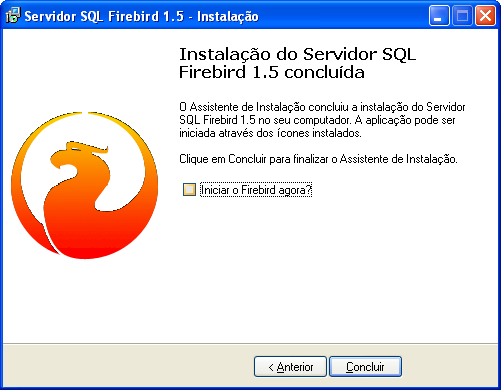 Servidor SQL Firebird 1.5 - Instalação
Instalação do Servidor SQL
Firebird 1.5 concluída
O Assistente de Instalação concluiu a instalação do Servidor
SQL Firebird 1.5 no seu computador. A aplicação pode ser
iniciada através dos ícones instalados.
Clique em Concluir para finalizar o Assistente de Instalação.
Iniciar o Firebird agora?
< Anterior
Concluir